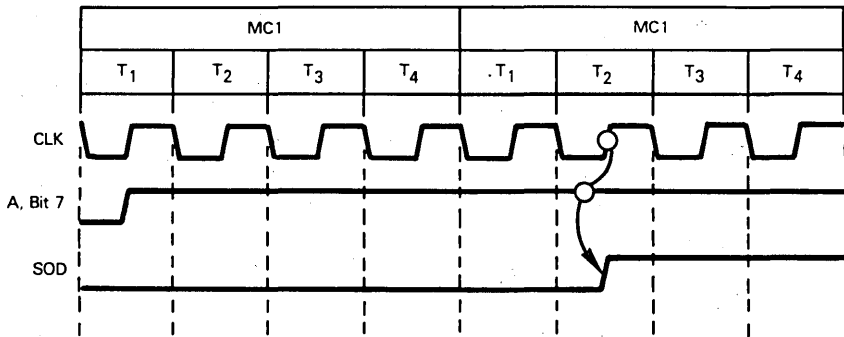 MC1 MC1
T1 T2 T3 T4 T1 T2 T3 T4
CLK
A, Bit 7
SOD